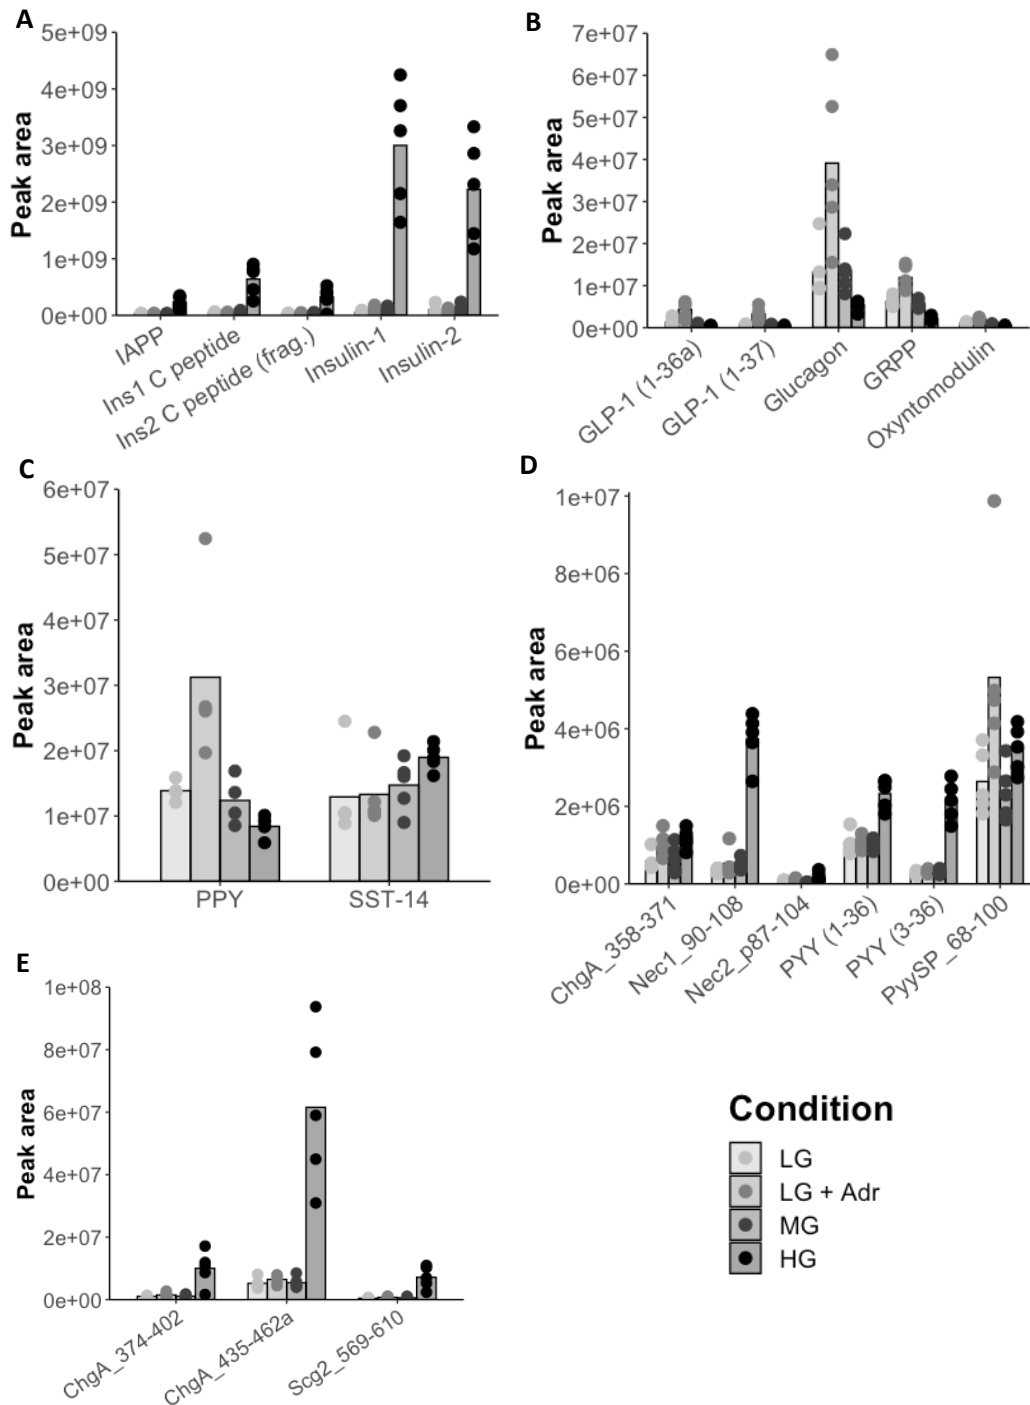 A
Peak area
5e+09
4e+09
3e+09
2e+09
1e+09
0e+00
IAPP
Ins1 C peptide
Ins2 C peptide (frag.)
Insulin-1
Insulin-2
B
Peak area
7e+07
6e+07
5e+07
4e+07
3e+07
2e+07
1e+07
0e+00
GLP-1 (1-36a)
GLP-1 (1-37)
Glucagon
GRPP
Oxyntomodulin
C
Peak area
6e+07
5e+07
4e+07
3e+07
2e+07
1e+07
0e+00
PPY
SST-14
D
Peak area
1e+07
8e+06
6e+06
4e+06
2e+06
0e+00
ChgA_358-371
Nec1_90-108
Nec2_p87-104
PYY (1-36)
PYY (3-36)
PyySP_68-100
E
Peak area
1e+08
8e+07
6e+07
4e+07
2e+07
0e+00
ChgA_374-402
ChgA_435-462a
Scg2_569-610
Condition
LG
LG + Adr
MG
HG